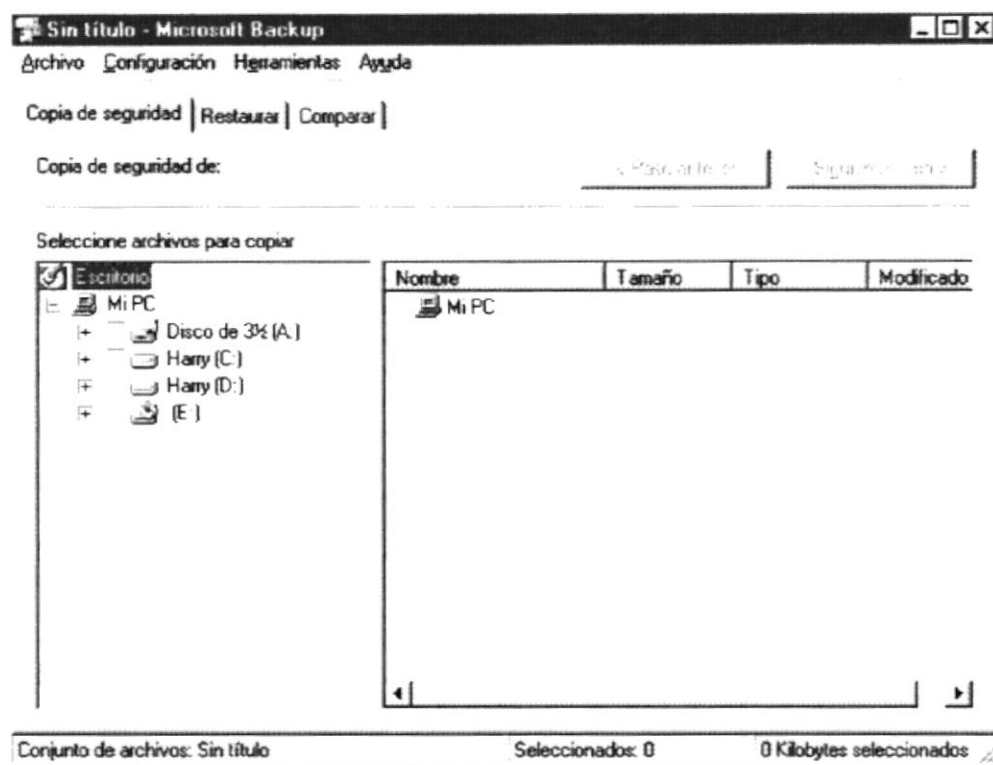 Sin título - Microsoft Backup
Archivo Configuración Herramientas Ayuda
Copia de seguridad Restaurar Comparar
Copia de seguridad de:
< Paso anterior
Seleccione archivos para copiar
Escritorio
Mi PC
Disco de 3½ (A:)
Harry (C:)
Harry (D:)
(E:)
Nombre Tamaño Tipo Modificado
Mi PC
Conjunto de archivos: Sin título Seleccionados: 0 0 Kilobytes seleccionados